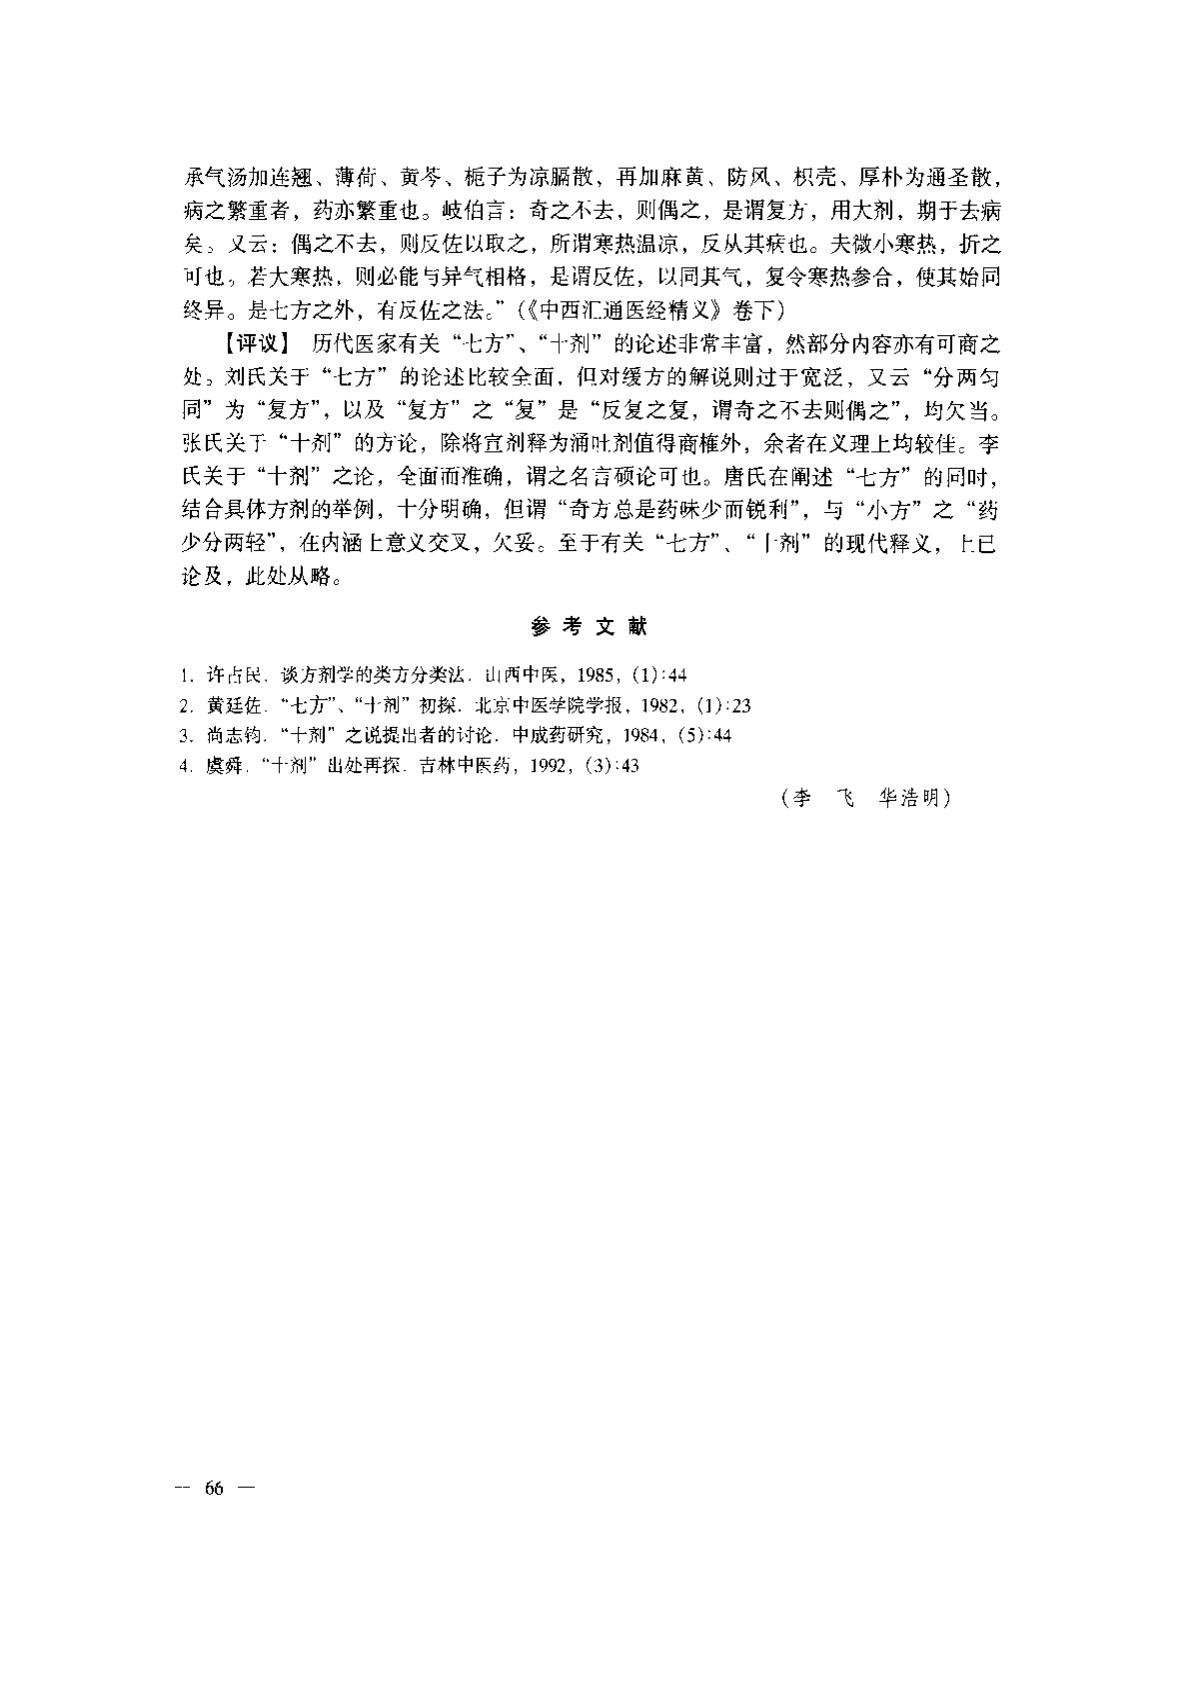 承气汤加连翘、薄荷、黄芩、栀子为凉膈散，再加麻黄、防风、枳壳、厚朴为通圣散，
病之繁重者，药亦繁重也。岐伯言：奇之不去，则偶之，是谓复方，用大剂，期于去病
矣。又云：偶之不去，则反佐以取之，所谓寒热温凉，反从其病也。夫微小寒热，折之
可也，若大寒热，则必能与异气相格，是谓反佐，以同其气，复令寒热参合，使其始同
终异。是七方之外，有反佐之法。”（《中西汇通医经精义》卷下）
【评议】 历代医家有关“七方”、“十剂”的论述非常丰富，然部分内容亦有可商之
处。刘氏关于“七方”的论述比较全面，但对缓方的解说则过于宽泛，又云“分两匀
同”为“复方”，以及“复方”之“复”是“反复之复，谓奇之不去则偶之”，均欠当。
张氏关于“十剂”的方论，除将宣剂释为涌吐剂值得商榷外，余者在义理上均较佳。李
氏关于“十剂”之论，全面而准确，谓之名言硕论可也。唐氏在阐述“七方”的同时，
结合具体方剂的举例，十分明确，但谓“奇方总是药味少而锐利”，与“小方”之“药
少分两轻”，在内涵上意义交叉，欠妥。至于有关“七方”、“十剂”的现代释义，上已
论及，此处从略。
参 考 文 献
1. 许占民. 谈方剂学的类方分类法. 山西中医，1985，(1):44
2. 黄廷佐. “七方”、“十剂”初探. 北京中医学院学报，1982，(1):23
3. 尚志钧. “十剂”之说提出者的讨论. 中成药研究，1984，(5):44
4. 虞舜. “十剂”出处再探. 吉林中医药，1992，(3):43
（李 飞 华浩明）
— 66 —